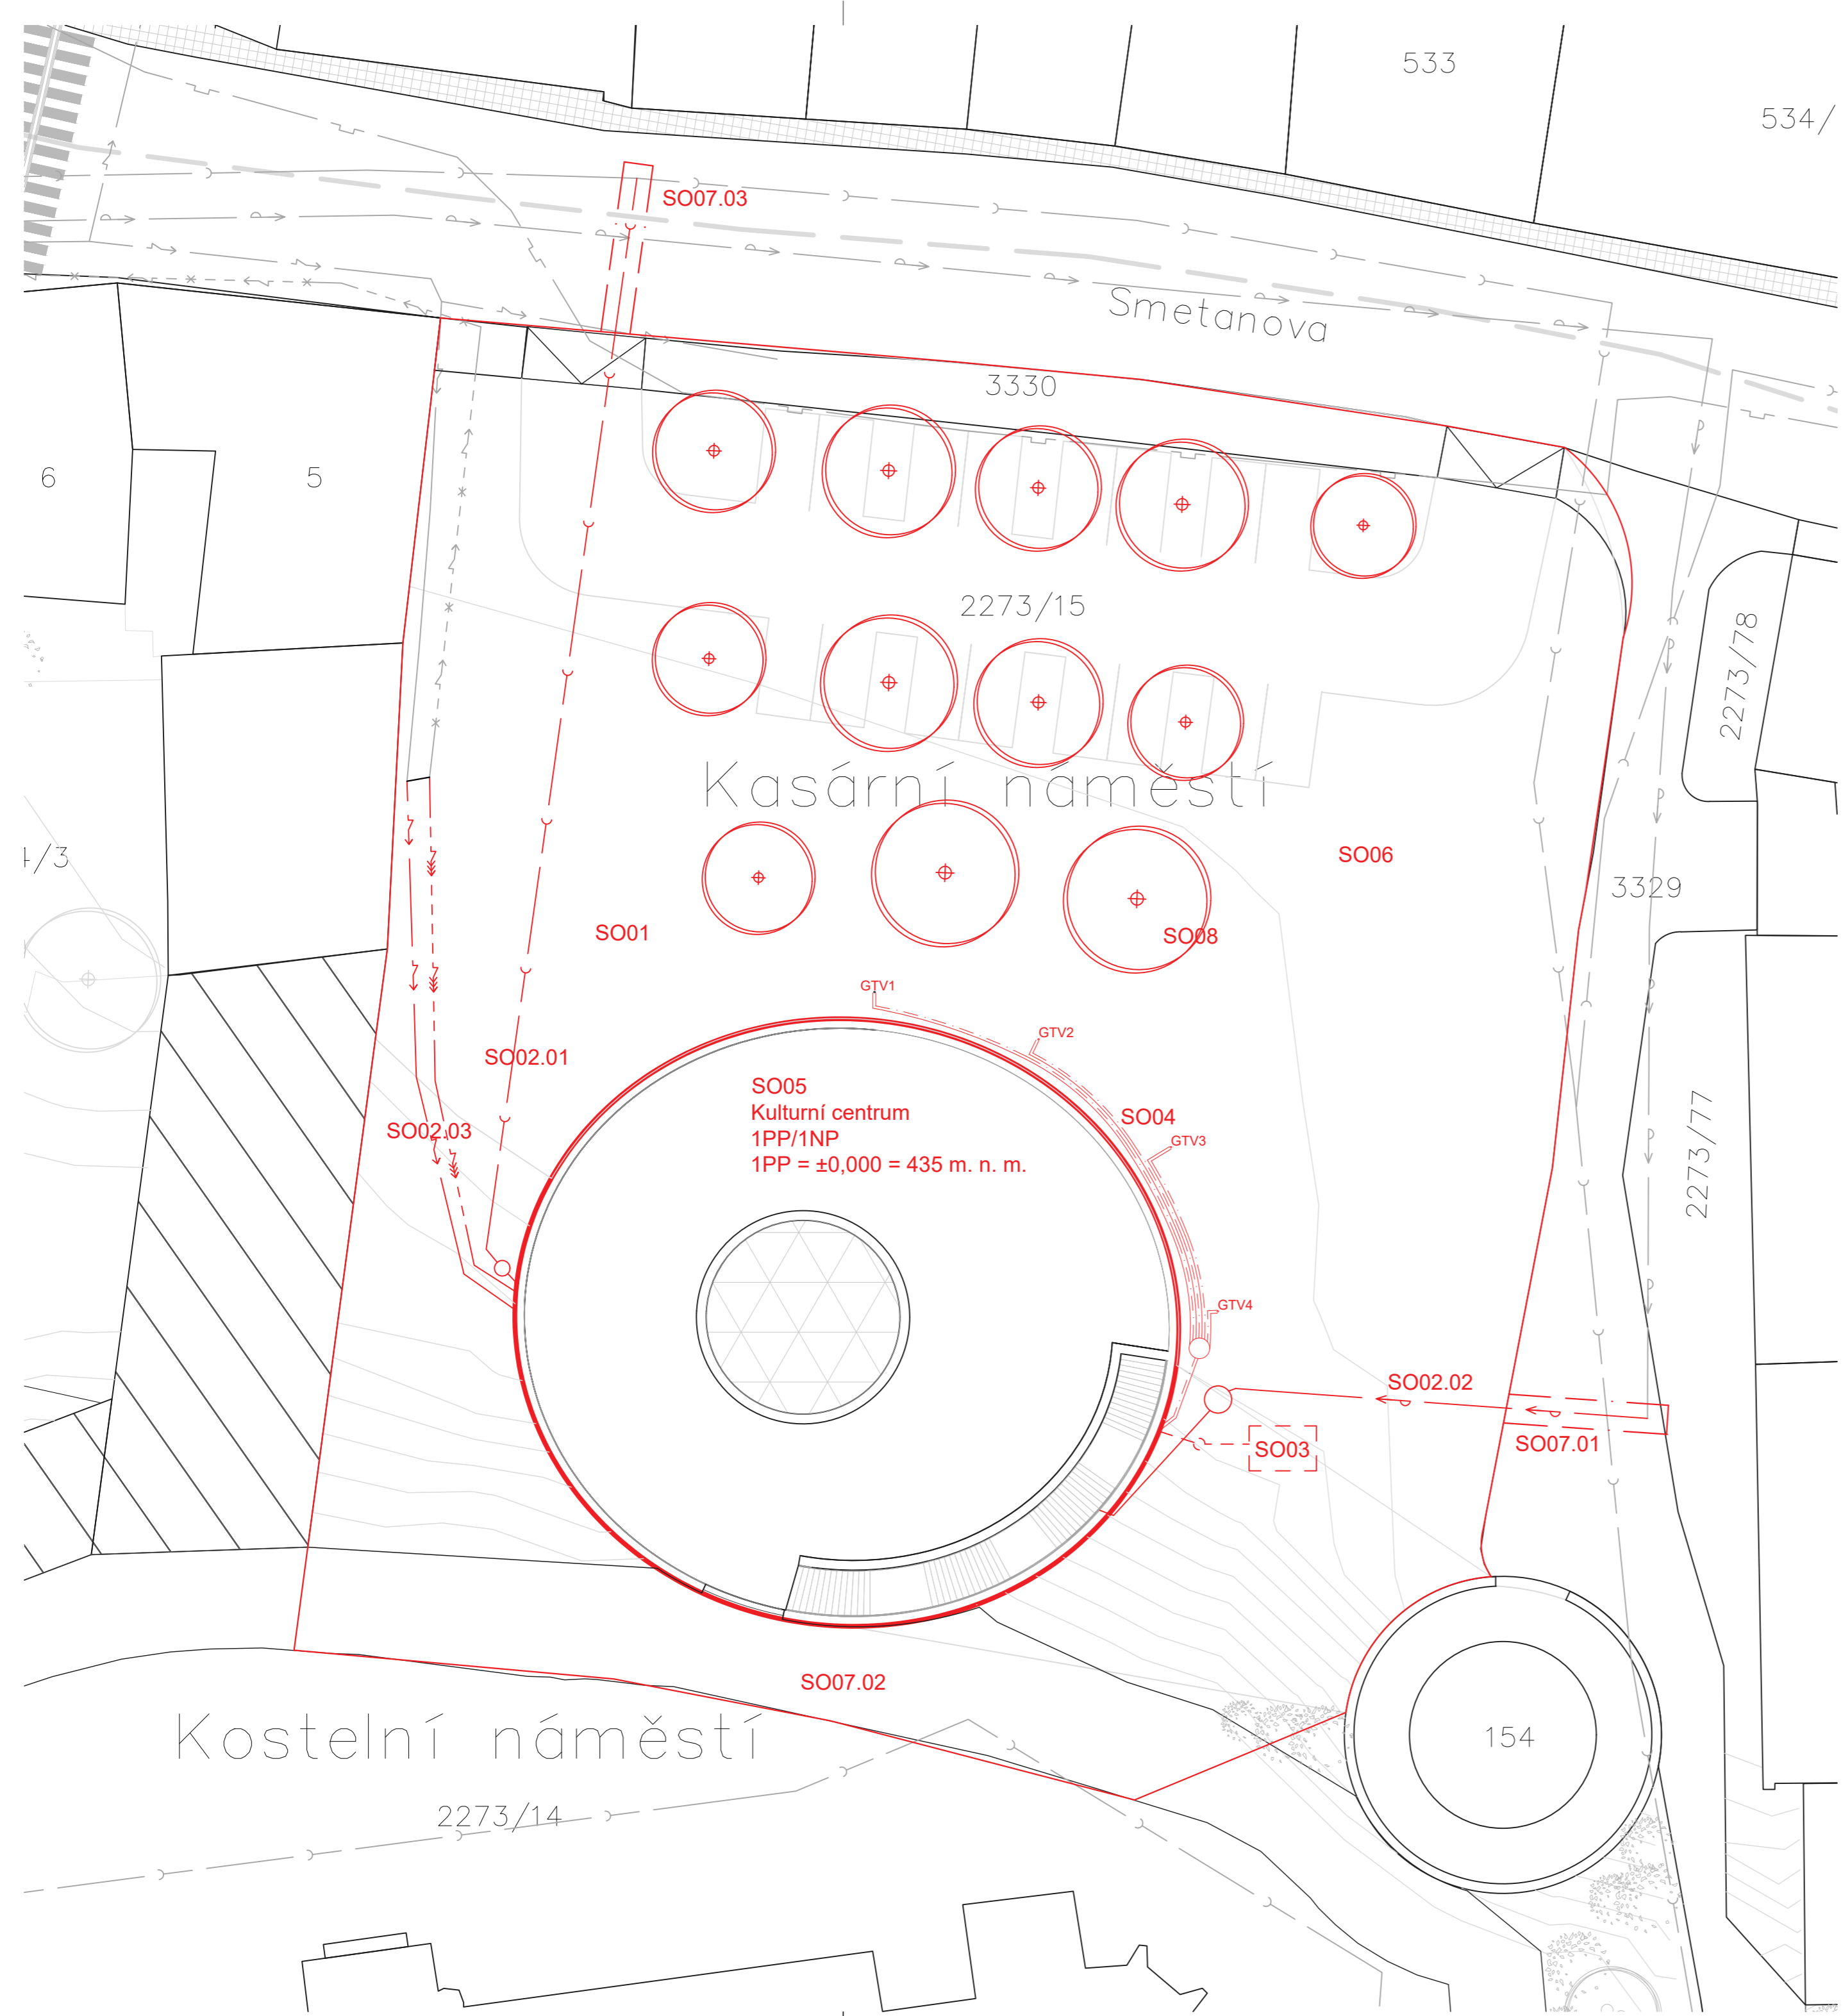 533
534/
SO07.03
Smetanova
3330
6
5
2273/15
2273/78
Kasární náměstí
SO06
4/3
3329
SO01
SO08
GTV1
GTV2
SO02.01
SO05
Kulturní centrum
1PP/1NP
1PP = ±0,000 = 435 m. n. m.
SO04
SO02.03
GTV3
2273/77
GTV4
SO02.02
SO03
SO07.01
SO07.02
Kostelní náměstí
154
2273/14